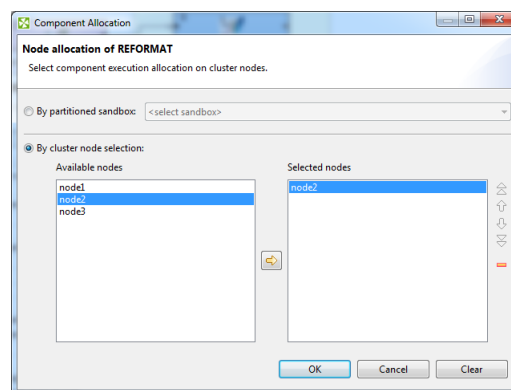 Component Allocation
Node allocation of REFORMAT
Select component execution allocation on cluster nodes.
By partitioned sandbox: <select sandbox>
By cluster node selection:
Available nodes Selected nodes
node1 node2
node2
node3
OK Cancel Clear